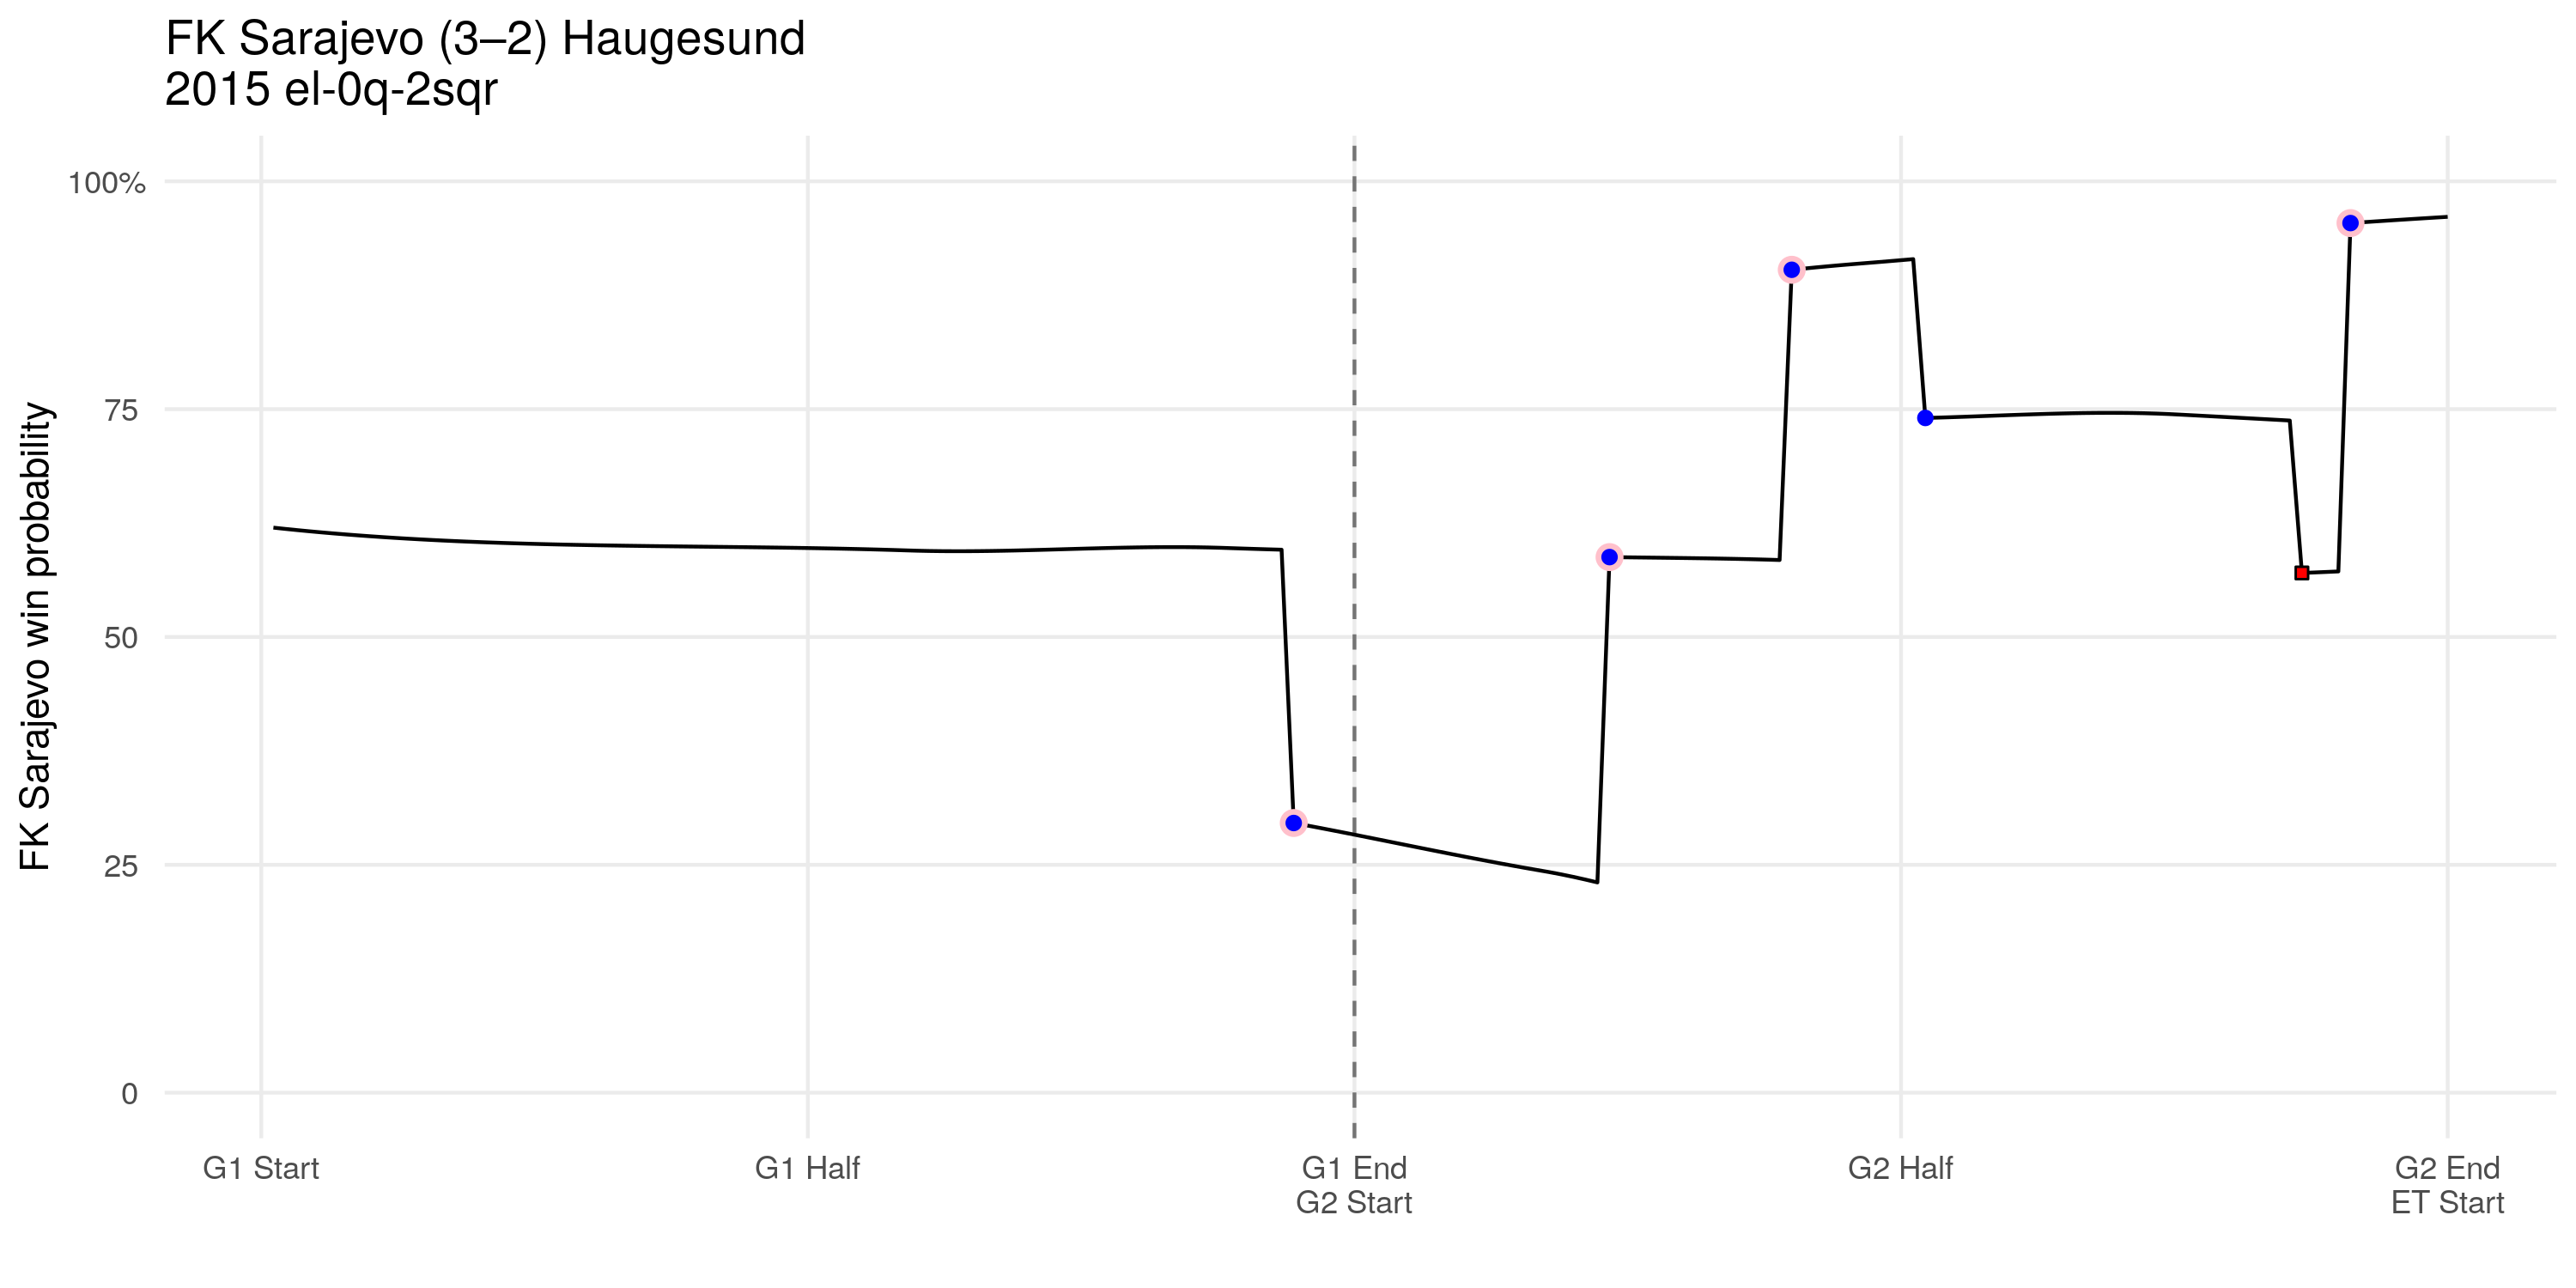 FK Sarajevo (3–2) Haugesund
2015 el-0q-2sqr
FK Sarajevo win probability
100%
75
50
25
0
G1 Start
G1 Half
G1 End
G2 Start
G2 Half
G2 End
ET Start